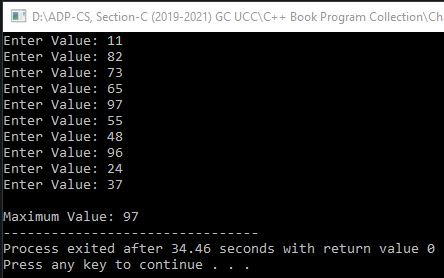 D:\ADP-CS, Section-C (2019-2021) GC UCC\C++ Book Program Collection\Cha
Enter Value: 11
Enter Value: 82
Enter Value: 73
Enter Value: 65
Enter Value: 97
Enter Value: 55
Enter Value: 48
Enter Value: 96
Enter Value: 24
Enter Value: 37
Maximum Value: 97
--------------------------------
Process exited after 34.46 seconds with return value 0
Press any key to continue . . .